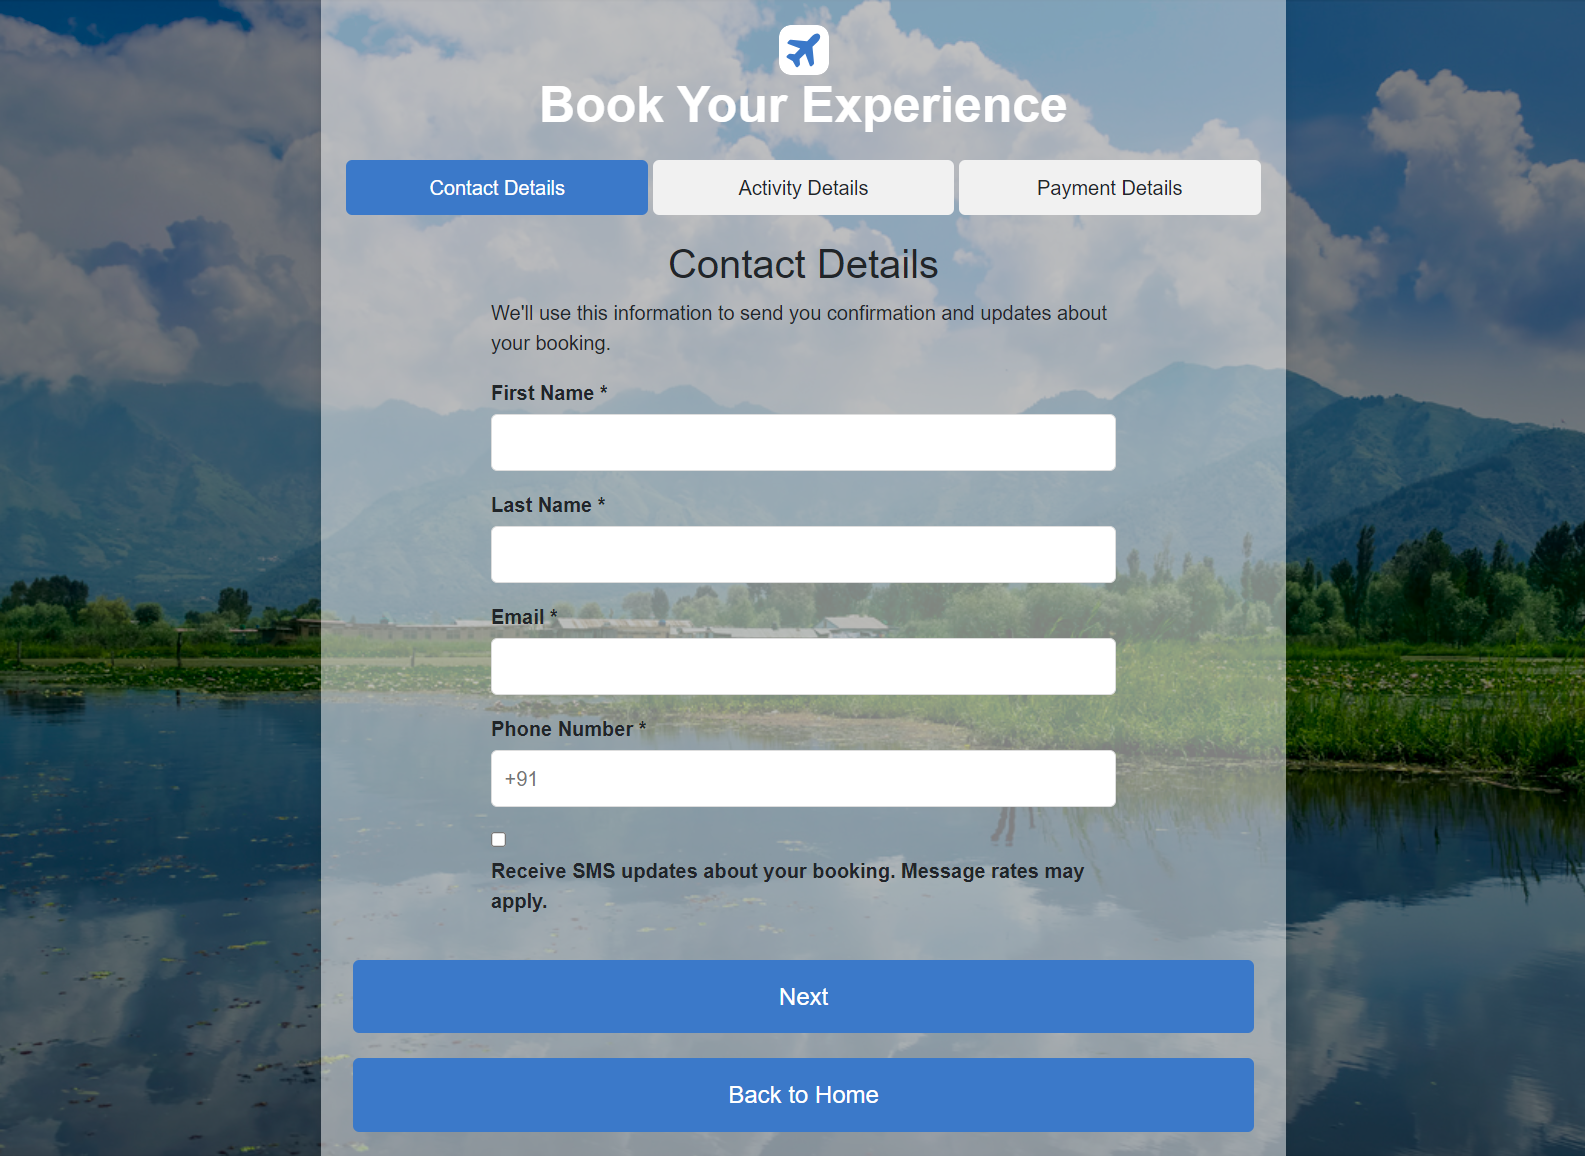 Book Your Experience
Contact Details
Activity Details
Payment Details
Contact Details
We'll use this information to send you confirmation and updates about
your booking.
First Name *
Last Name *
Email *
Phone Number *
+91
Receive SMS updates about your booking. Message rates may
apply.
Next
Back to Home